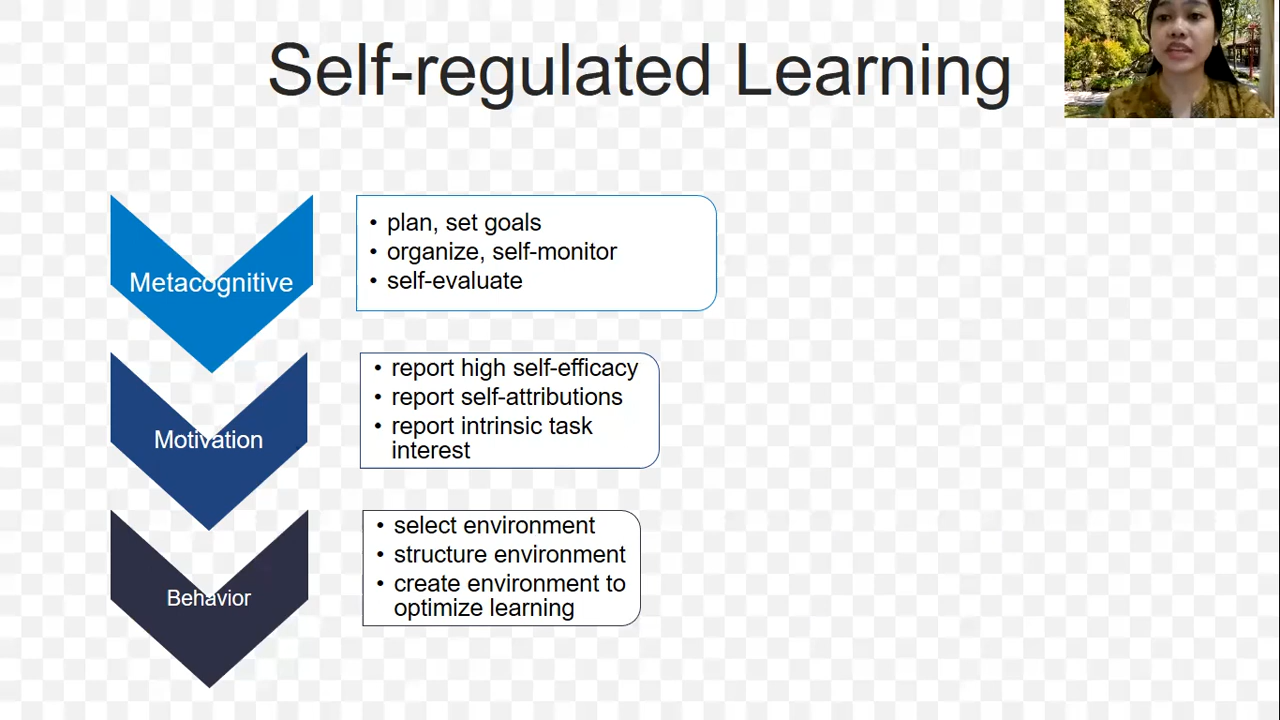 Self-regulated Learning
Metacognitive
• plan, set goals
• organize, self-monitor
• self-evaluate
Motivation
• report high self-efficacy
• report self-attributions
• report intrinsic task
interest
Behavior
• select environment
• structure environment
• create environment to
optimize learning